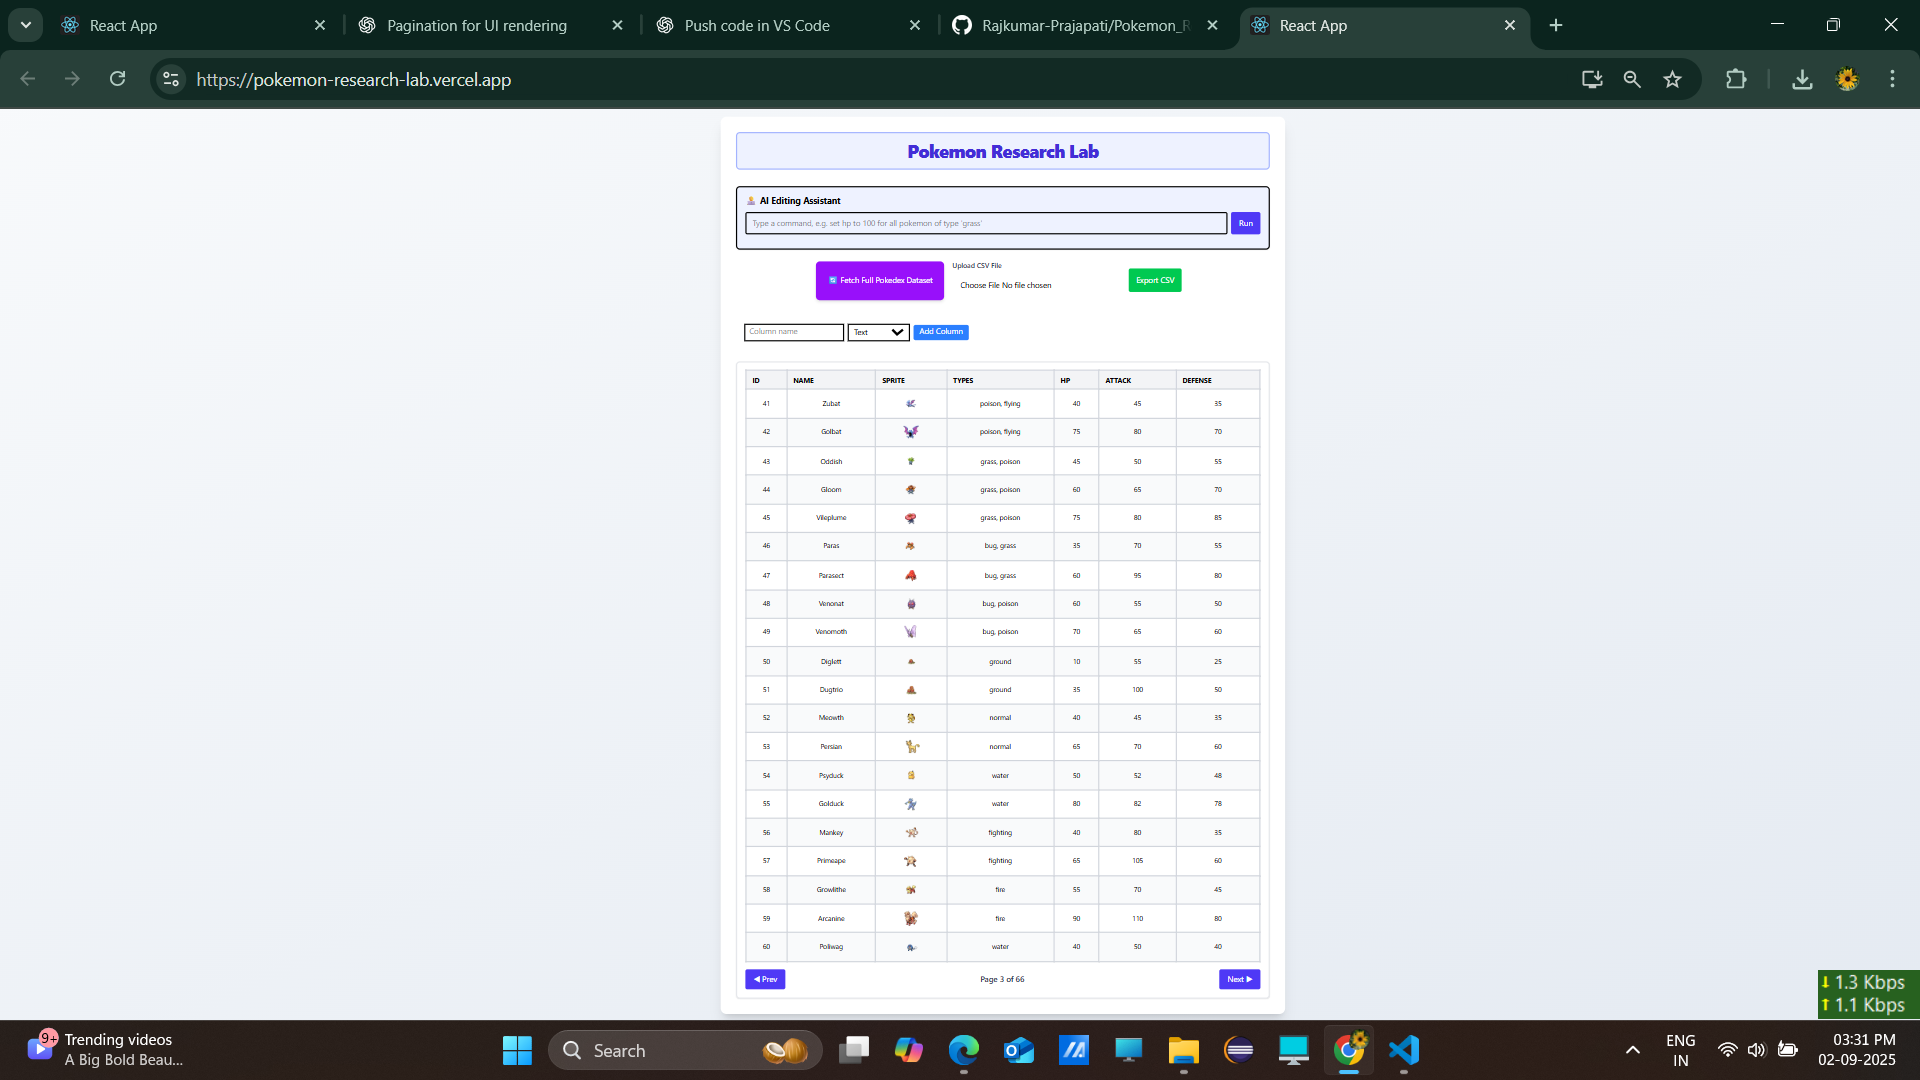 React App
Pagination for UI rendering
Push code in VS Code
Rajkumar-Prajapati/Pokemon_R
React App
https://pokemon-research-lab.vercel.app
Pokemon Research Lab
AI Editing Assistant
Type a command, e.g. set hp to 100 for all pokemon of type 'grass'
Run
Fetch Full Pokedex Dataset
Upload CSV File
Choose File No file chosen
Export CSV
Column name
Text
Add Column
ID NAME SPRITE TYPES HP ATTACK DEFENSE
41 Zubat poison, flying 40 45 35
42 Golbat poison, flying 75 80 70
43 Oddish grass, poison 45 50 55
44 Gloom grass, poison 60 65 70
45 Vileplume grass, poison 75 80 85
46 Paras bug, grass 35 70 55
47 Parasect bug, grass 60 95 80
48 Venonat bug, poison 60 55 50
49 Venomoth bug, poison 70 65 60
50 Diglett ground 10 55 25
51 Dugtrio ground 35 100 50
52 Meowth normal 40 45 35
53 Persian normal 65 70 60
54 Psyduck water 50 52 48
55 Golduck water 80 82 78
56 Mankey fighting 40 80 35
57 Primeape fighting 65 105 60
58 Growlithe fire 55 70 45
59 Arcanine fire 90 110 80
60 Poliwag water 40 50 40
◀ Prev
Page 3 of 66
Next ▶
1.3 Kbps
1.1 Kbps
9+
Trending videos
A Big Bold Beau...
Search
ENG
IN
03:31 PM
02-09-2025